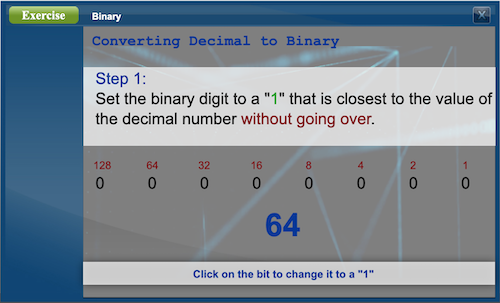 Exercise Binary X
Converting Decimal to Binary
Step 1:
Set the binary digit to a "1" that is closest to the value of
the decimal number without going over.
128 64 32 16 8 4 2 1
0 0 0 0 0 0 0 0
64
Click on the bit to change it to a "1"